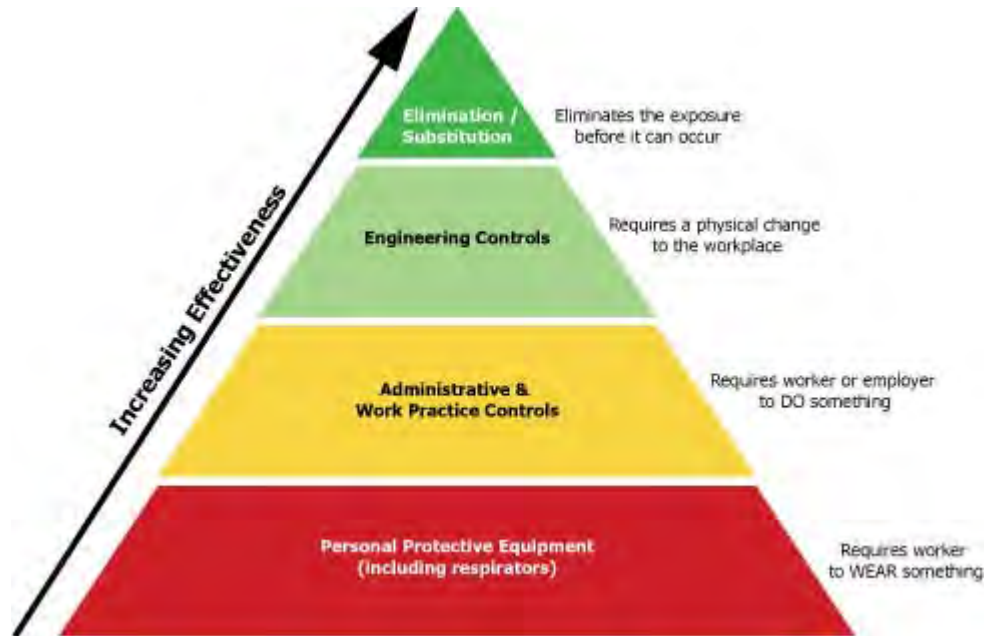 Increasing Effectiveness
Elimination /
Substitution
Eliminates the exposure
before it can occur
Engineering Controls
Requires a physical change
to the workplace
Administrative &
Work Practice Controls
Requires worker or employer
to DO something
Personal Protective Equipment
(including respirators)
Requires worker
to WEAR something